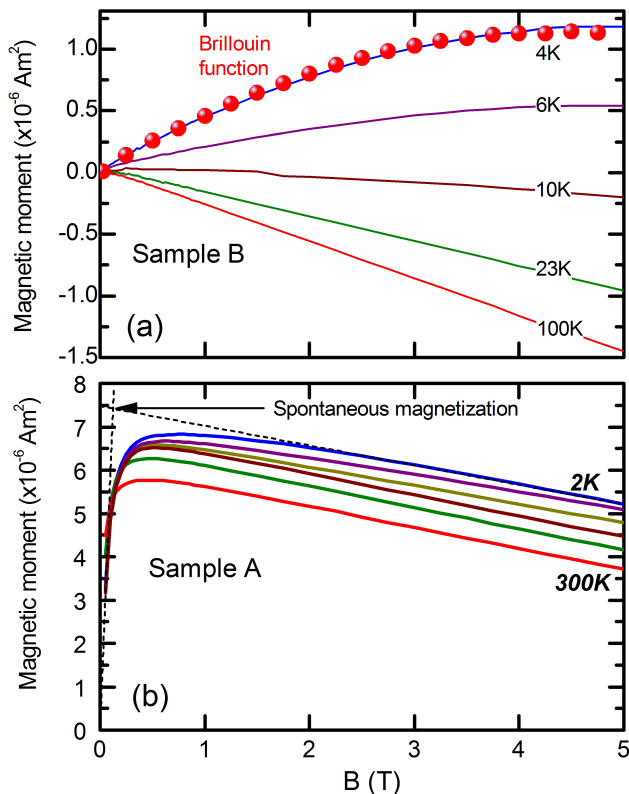 Magnetic moment (x10⁻⁶ Am²)
1.0
0.5
0.0
-0.5
-1.0
-1.5
Brillouin
function
4K
6K
10K
23K
100K
Sample B
(a)
Magnetic moment (x10⁻⁶ Am²)
8
7
6
5
4
3
2
1
0
Spontaneous magnetization
2K
Sample A
300K
(b)
0 1 2 3 4 5
B (T)